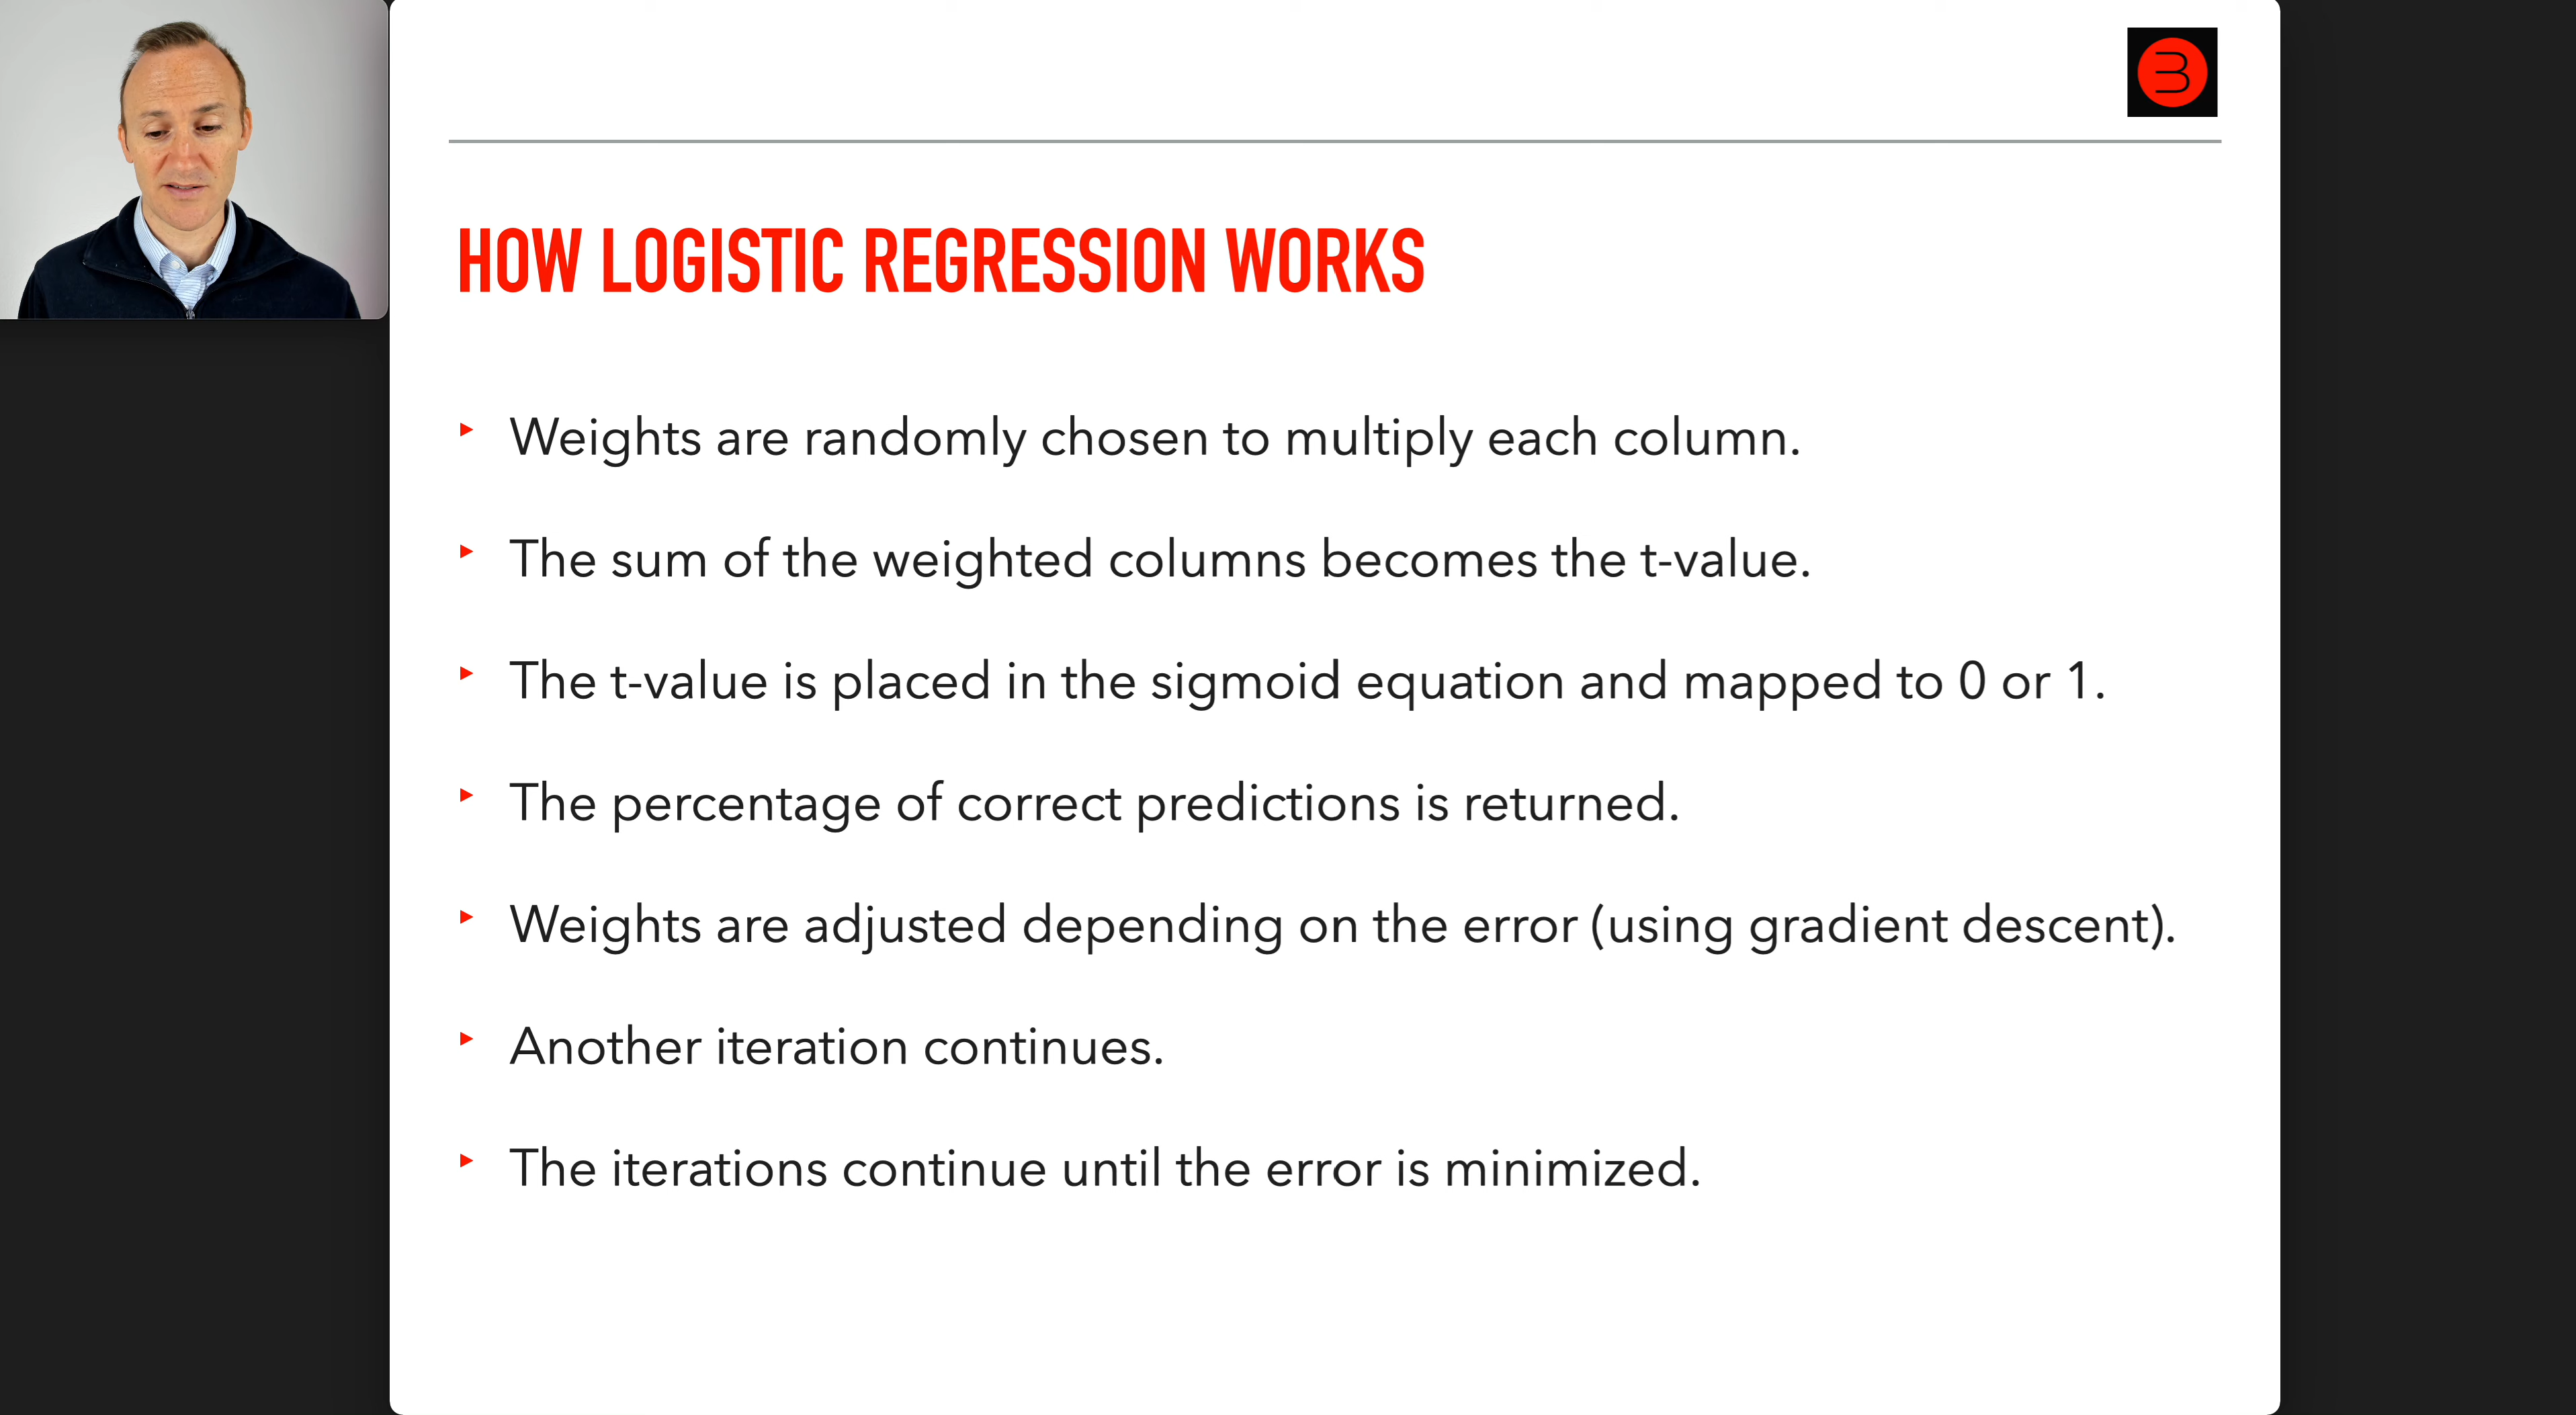 HOW LOGISTIC REGRESSION WORKS
Weights are randomly chosen to multiply each column.
The sum of the weighted columns becomes the t-value.
The t-value is placed in the sigmoid equation and mapped to 0 or 1.
The percentage of correct predictions is returned.
Weights are adjusted depending on the error (using gradient descent).
Another iteration continues.
The iterations continue until the error is minimized.